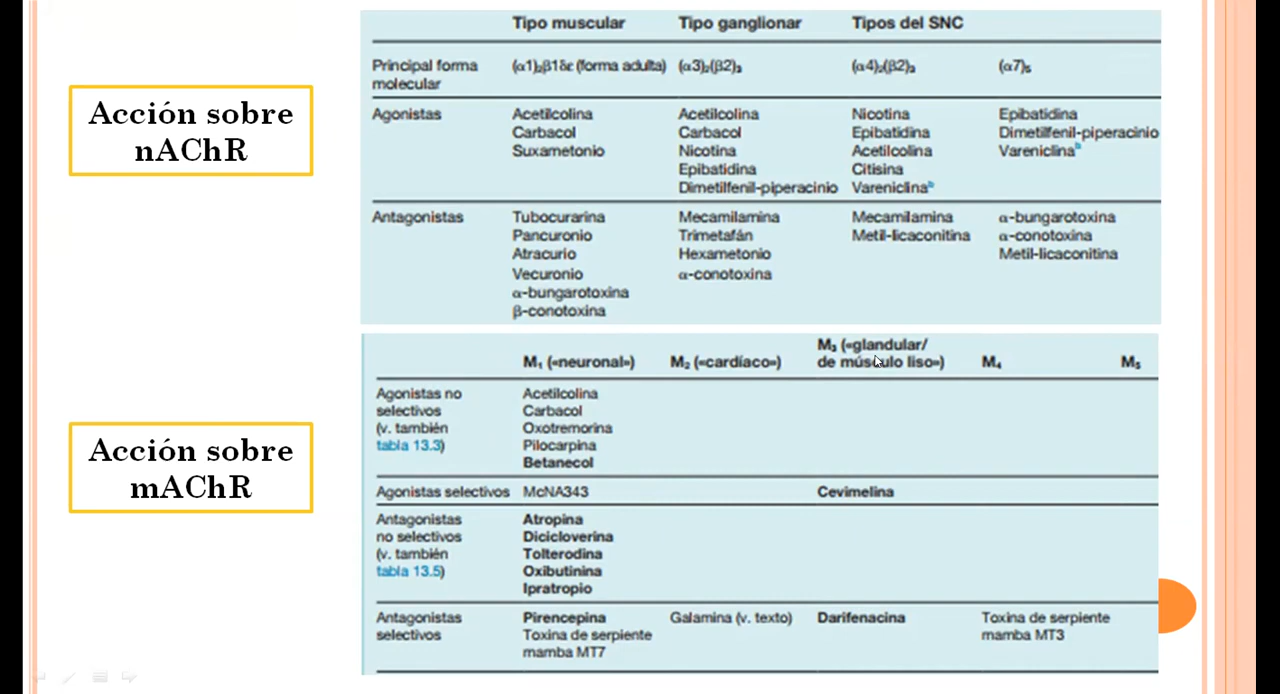 Acción sobre
nAChR
Tipo muscular Tipo ganglionar Tipos del SNC
Principal forma (α1)₂β1δε (forma adulta) (α3)₂(β2)₃ (α4)₂(β2)₃ (α7)₅
molecular
Agonistas Acetilcolina Acetilcolina Nicotina Epibatidina
Carbacol Carbacol Epibatidina Dimetilfenil-piperacinio
Suxametonio Nicotina Acetilcolina Vareniclinaᵇ
Epibatidina Citisina
Dimetilfenil-piperacinio Vareniclinaᵇ
Antagonistas Tubocurarina Mecamilamina Mecamilamina α-bungarotoxina
Pancuronio Trimetafán Metil-licaconitina α-conotoxina
Atracurio Hexametonio Metil-licaconitina
Vecuronio α-conotoxina
α-bungarotoxina
β-conotoxina
Acción sobre
mAChR
M₃ («glandular/
M₁ («neuronal») M₂ («cardíaco») de músculo liso») M₄ M₅
Agonistas no Acetilcolina
selectivos Carbacol
(v. también Oxotremorina
tabla 13.3) Pilocarpina
Betanecol
Agonistas selectivos McNA343 Cevimelina
Antagonistas Atropina
no selectivos Dicicloverina
(v. también Tolterodina
tabla 13.5) Oxibutinina
Ipratropio
Antagonistas Pirencepina Galamina (v. texto) Darifenacina Toxina de serpiente
selectivos Toxina de serpiente mamba MT3
mamba MT7